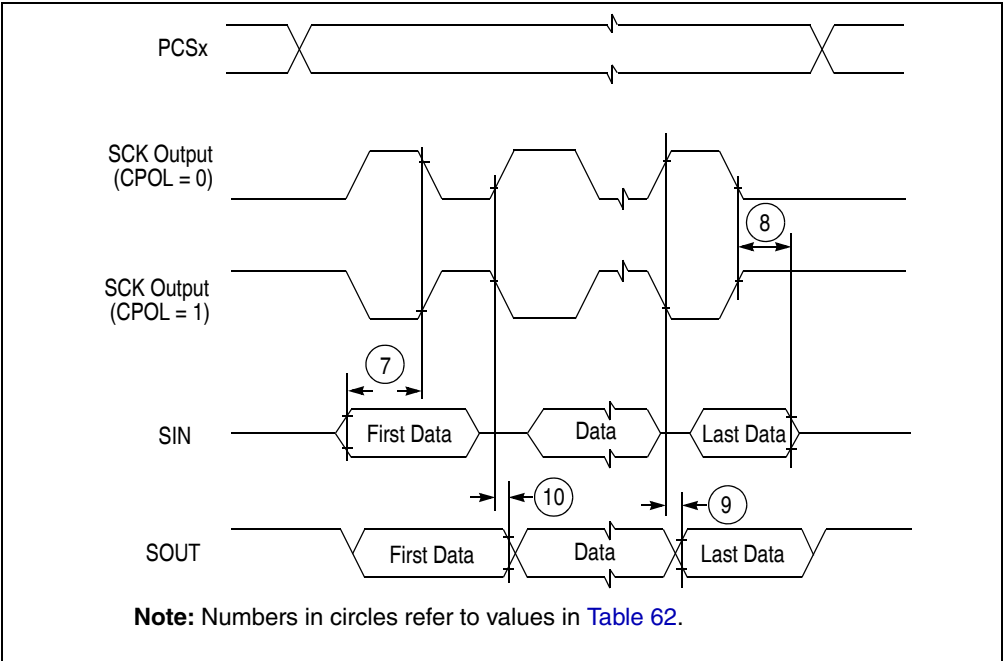 PCSx
SCK Output
(CPOL = 0)
8
SCK Output
(CPOL = 1)
7
SIN
First Data
Data
Last Data
10
9
SOUT
First Data
Data
Last Data
Note: Numbers in circles refer to values in Table 62.